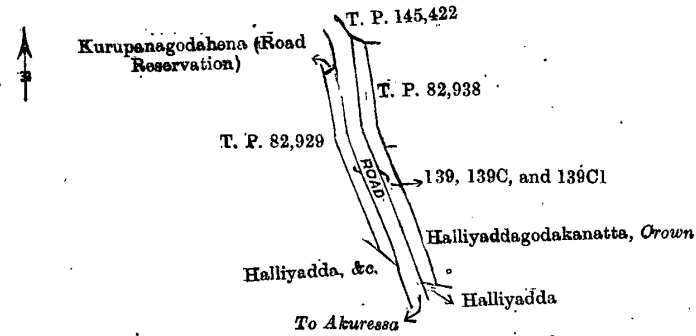 T. P. 145,422
Kurupanagodahena (Road
Reservation)
T. P. 82,938
T. P. 82,929
ROAD
139, 139C, and 139C1
Halliyaddagodakanatta, Crown
Halliyadda, &c.
Halliyadda
To Akuressa